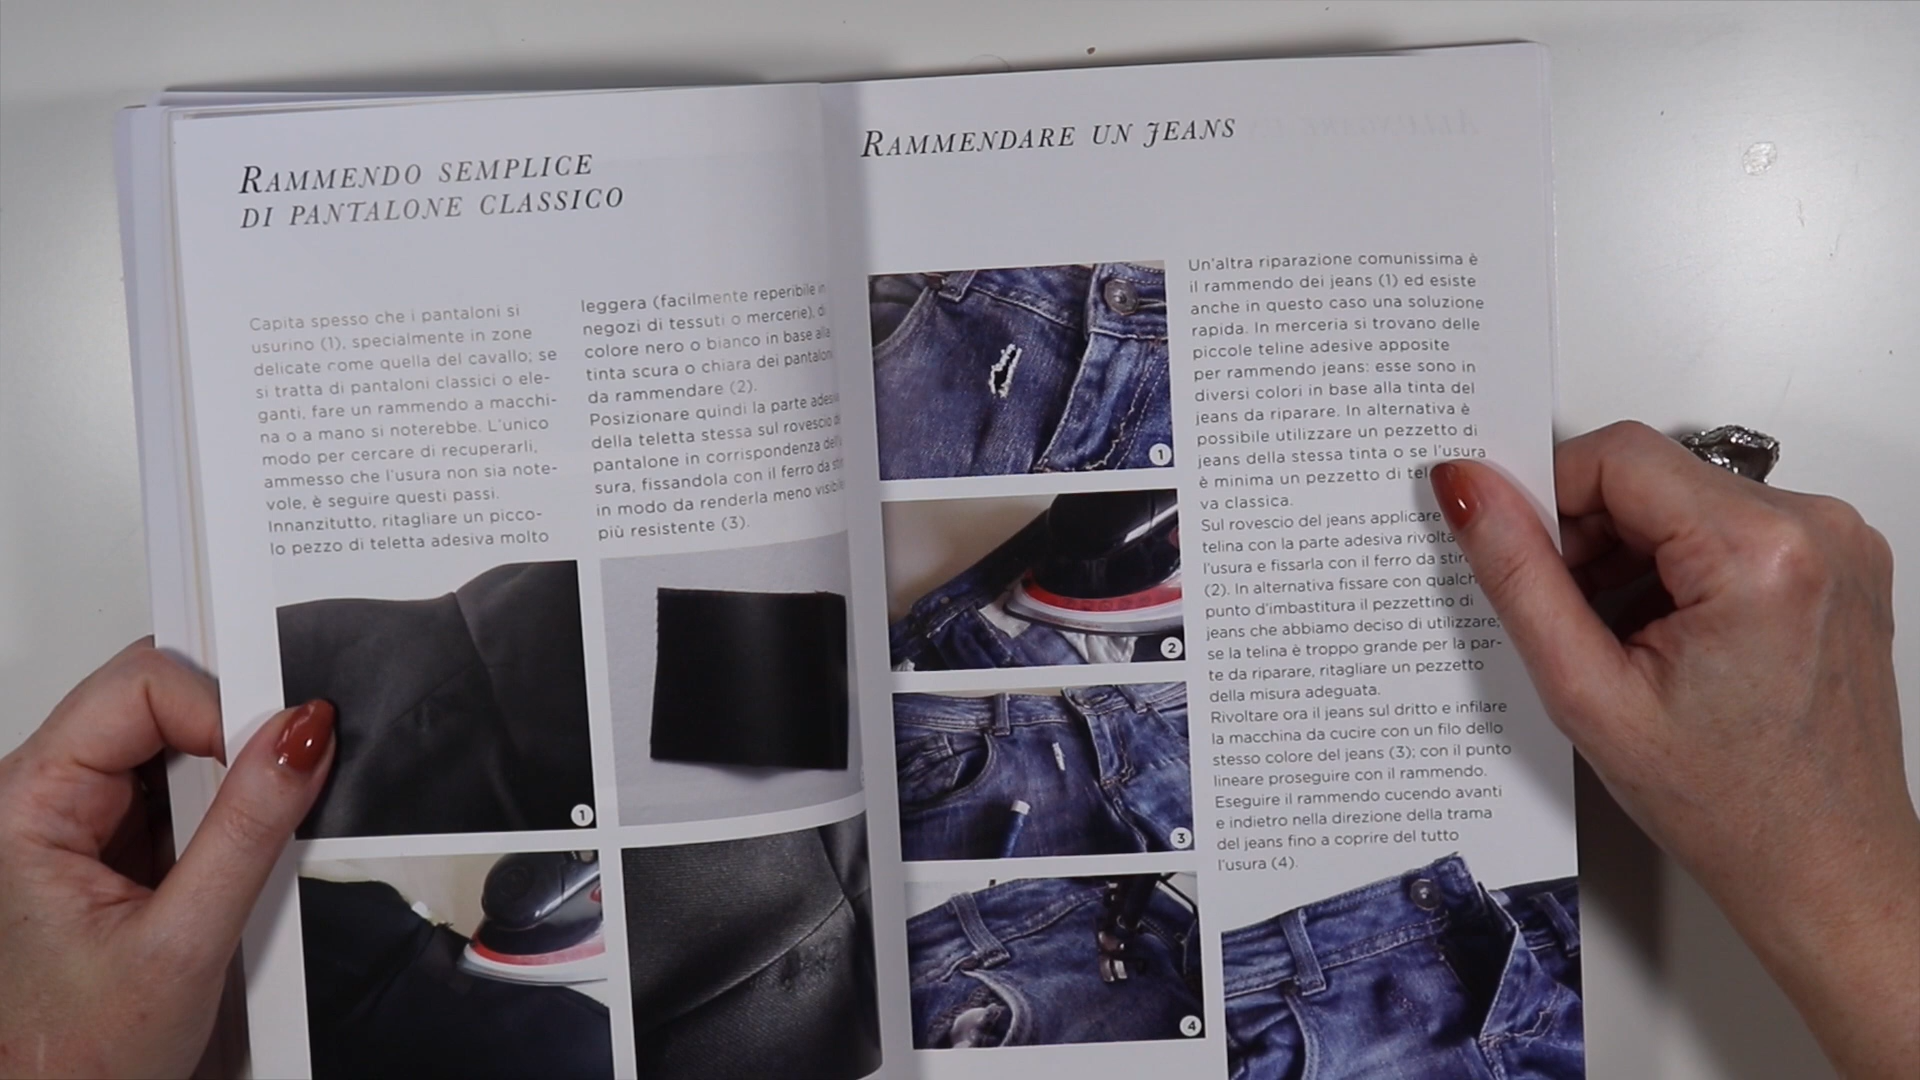 RAMMENDO SEMPLICE
DI PANTALONE CLASSICO
Capita spesso che i pantaloni si
usurino (1), specialmente in zone
delicate come quella del cavallo; se
si tratta di pantaloni classici o ele-
ganti, fare un rammendo a macchi-
na o a mano si noterebbe. L'unico
modo per cercare di recuperarli,
ammesso che l'usura non sia note-
vole, è seguire questi passi.
Innanzitutto, ritagliare un picco-
lo pezzo di teletta adesiva molto
leggera (facilmente reperibile in
negozi di tessuti o mercerie), di
colore nero o bianco in base alla
tinta scura o chiara dei pantaloni
da rammendare (2).
Posizionare quindi la parte
della teletta stessa sul rovescio
pantalone in corrispondenza
sura, fissandola con il ferro da
in modo da renderla meno
più resistente (3).
1
RAMMENDARE UN JEANS
1
2
3
4
Un'altra riparazione comunissima è
il rammendo dei jeans (1) ed esiste
anche in questo caso una soluzione
rapida. In merceria si trovano delle
piccole teline adesive apposite
per rammendo jeans: esse sono in
diversi colori in base alla tinta del
jeans da riparare. In alternativa è
possibile utilizzare un pezzetto di
jeans della stessa tinta o se l'usura
è minima un pezzetto di
va classica.
Sul rovescio del jeans applicare
telina con la parte adesiva
l'usura e fissarla con il ferro da
(2). In alternativa fissare con
punto d'imbastitura il pezzettino di
jeans che abbiamo deciso di utilizzare;
se la telina è troppo grande per la par-
te da riparare, ritagliare un pezzetto
della misura adeguata.
Rivoltare ora il jeans sul dritto e infilare
la macchina da cucire con un filo dello
stesso colore del jeans (3); con il punto
lineare proseguire con il rammendo.
Eseguire il rammendo cucendo avanti
e indietro nella direzione della trama
del jeans fino a coprire del tutto
l'usura (4).